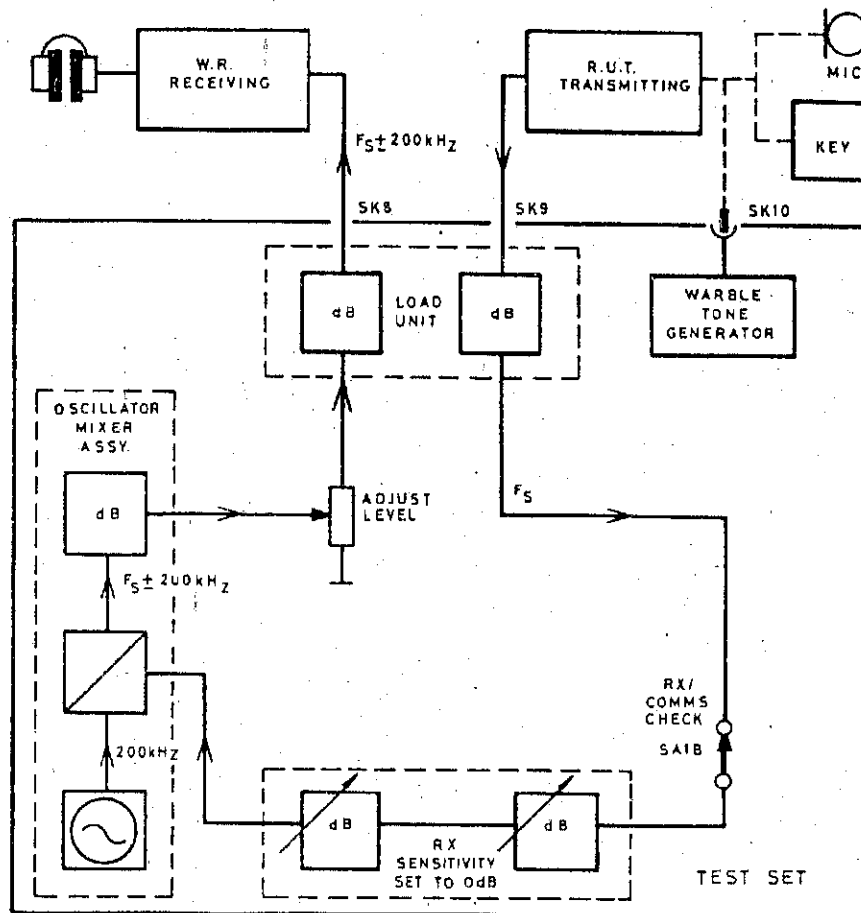 W.R.
RECEIVING
R.U.T.
TRANSMITTING
MIC
KEY
FS ± 200kHz
SK8
SK9
SK10
dB
LOAD
UNIT
dB
WARBLE
TONE
GENERATOR
OSCILLATOR
MIXER
ASSY.
dB
ADJUST
LEVEL
FS
FS ± 200kHz
RX/
COMMS
CHECK
SA1B
200kHz
dB
dB
RX
SENSITIVITY
SET TO 0dB
TEST SET